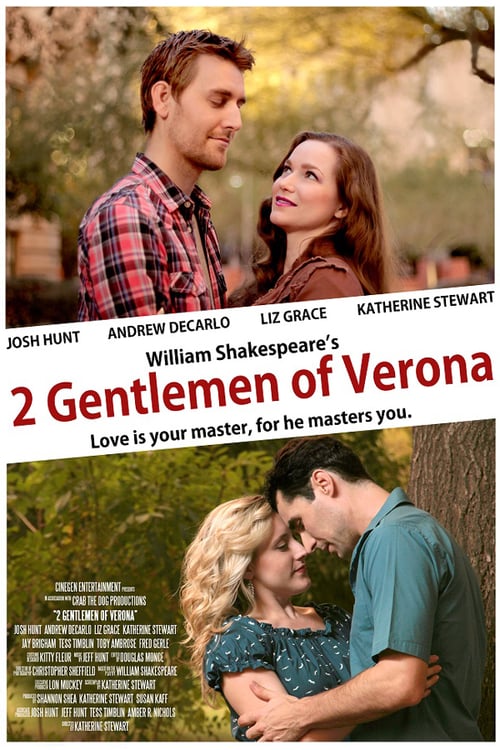 JOSH HUNT ANDREW DECARLO LIZ GRACE KATHERINE STEWART
William Shakespeare's
2 Gentlemen of Verona
Love is your master, for he masters you.
CINEGEN ENTERTAINMENT PRESENTS
IN ASSOCIATION WITH CRAB THE DOG PRODUCTIONS
"2 GENTLEMEN OF VERONA"
JOSH HUNT ANDREW DECARLO LIZ GRACE KATHERINE STEWART
JAY BRIGHAM TESS TIMBLIN TOBY AMBROSE FRED GERLE
KITTY FLEUR JEFF HUNT DOUGLAS MUNCE
CHRISTOPHER SHEFFIELD WILLIAM SHAKESPEARE
LON MUCKEY KATHERINE STEWART
SHANNON SHEA KATHERINE STEWART SUSAN KAFF
JOSH HUNT JEFF HUNT TESS TIMBLIN AMBER R. NICHOLS
KATHERINE STEWART